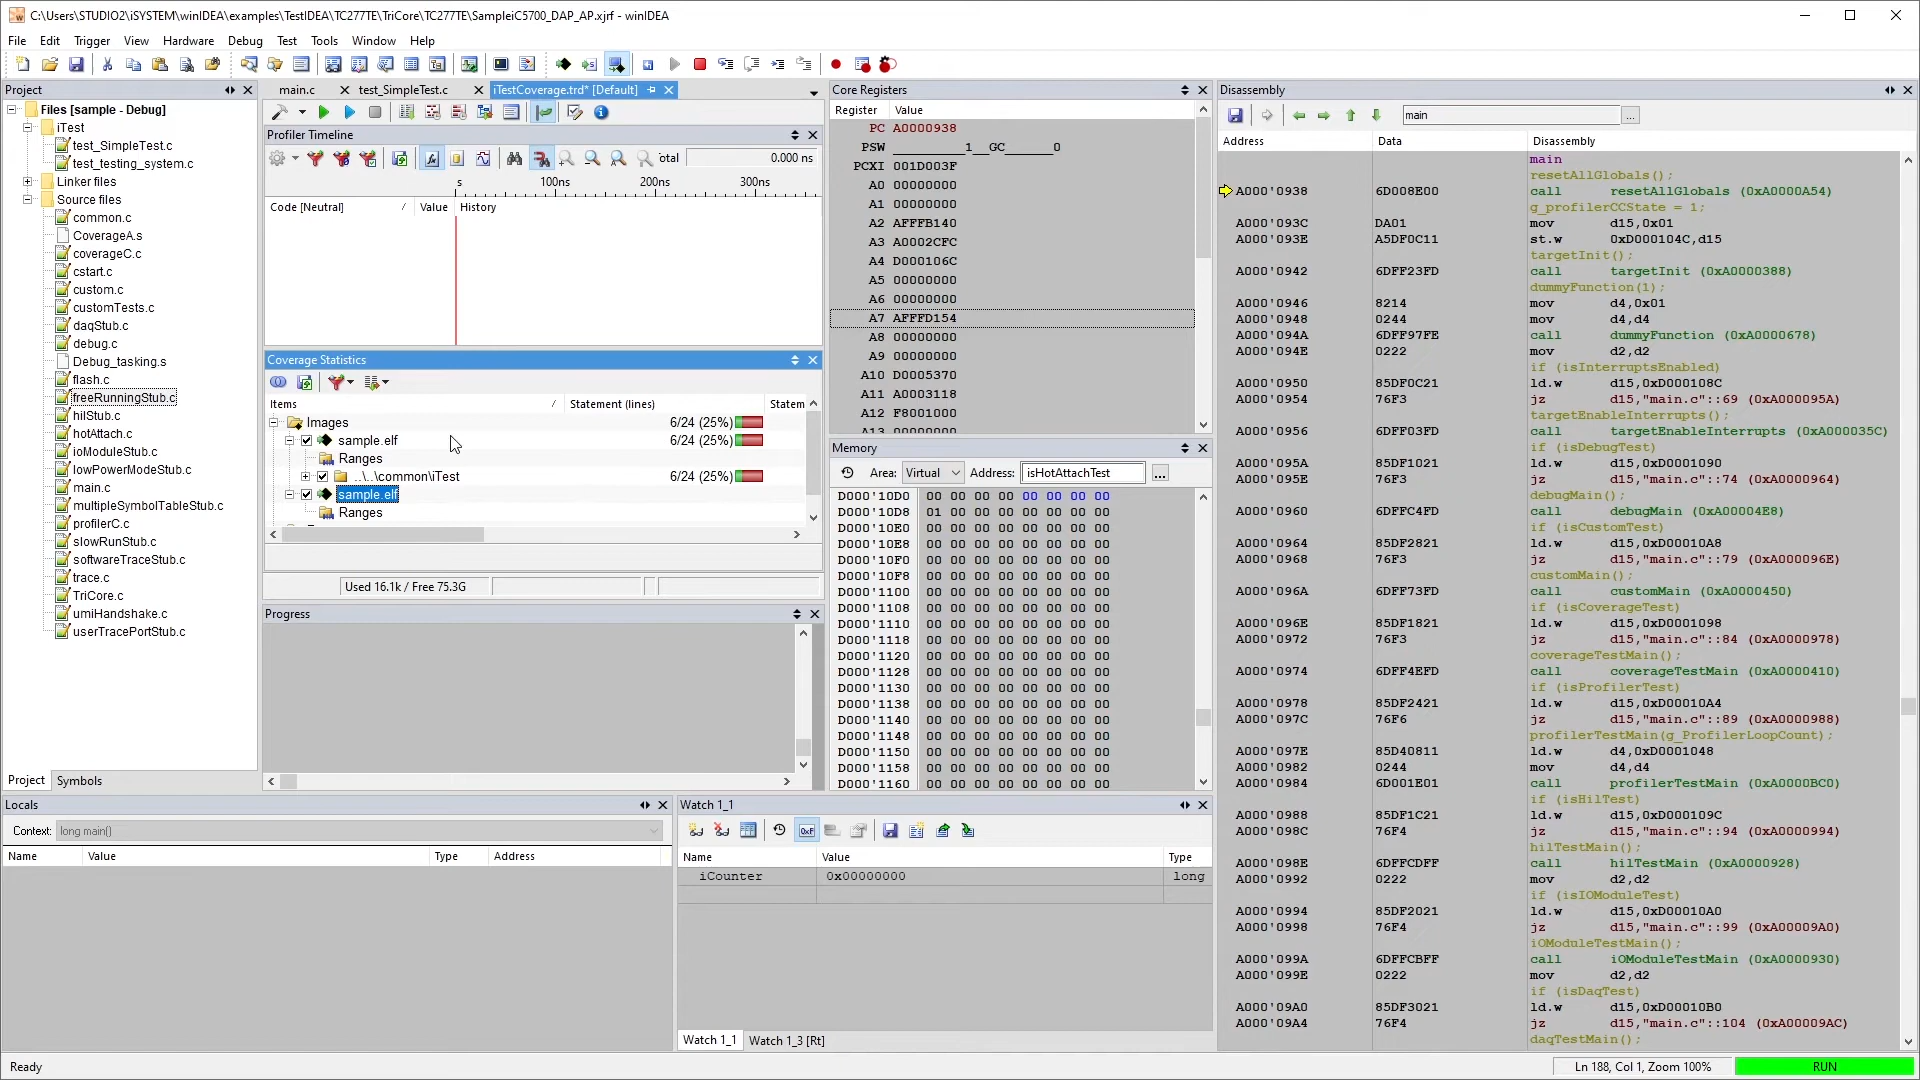 C:\Users\STUDIO2\iSYSTEM\winIDEA\examples\TestIDEA\TC277TE\TriCore\TC277TE\SampleiC5700_DAP_AP.xjrf - winIDEA
File Edit Trigger View Hardware Debug Test Tools Window Help
Project
Files [sample - Debug]
iTest
test_SimpleTest.c
test_testing_system.c
Linker files
Source files
common.c
CoverageA.s
coverageC.c
cstart.c
custom.c
customTests.c
daqStub.c
debug.c
Debug_tasking.s
flash.c
freeRunningStub.c
hilStub.c
hotAttach.c
ioModuleStub.c
lowPowerModeStub.c
main.c
multipleSymbolTableStub.c
profilerC.c
slowRunStub.c
softwareTraceStub.c
trace.c
TriCore.c
umiHandshake.c
userTracePortStub.c
Project Symbols
main.c test_SimpleTest.c iTestCoverage.trd* [Default]
Profiler Timeline
otal 0.000 ns
s 100ns 200ns 300ns
Code [Neutral] / Value History
Coverage Statistics
Items / Statement (lines) Statem
Images 6/24 (25%)
sample.elf 6/24 (25%)
Ranges
..\..\common\iTest 6/24 (25%)
sample.elf
Ranges
Used 16.1k / Free 75.3G
Progress
Core Registers
Register Value
PC A0000938
PSW _________1__GC______0
PCXI 001D003F
A0 00000000
A1 00000000
A2 AFFFB140
A3 A0002CFC
A4 D000106C
A5 00000000
A6 00000000
A7 AFFFD154
A8 00000000
A9 00000000
A10 D0005370
A11 A0003118
A12 F8001000
A13 00000000
Memory
Area: Virtual Address: isHotAttachTest ...
D000'10D0 00 00 00 00 00 00 00 00
D000'10D8 01 00 00 00 00 00 00 00
D000'10E0 00 00 00 00 00 00 00 00
D000'10E8 00 00 00 00 00 00 00 00
D000'10F0 00 00 00 00 00 00 00 00
D000'10F8 00 00 00 00 00 00 00 00
D000'1100 00 00 00 00 00 00 00 00
D000'1108 00 00 00 00 00 00 00 00
D000'1110 00 00 00 00 00 00 00 00
D000'1118 00 00 00 00 00 00 00 00
D000'1120 00 00 00 00 00 00 00 00
D000'1128 00 00 00 00 00 00 00 00
D000'1130 00 00 00 00 00 00 00 00
D000'1138 00 00 00 00 00 00 00 00
D000'1140 00 00 00 00 00 00 00 00
D000'1148 00 00 00 00 00 00 00 00
D000'1150 00 00 00 00 00 00 00 00
D000'1158 00 00 00 00 00 00 00 00
D000'1160 00 00 00 00 00 00 00 00
Disassembly
main ...
Address Data Disassembly
main
resetAllGlobals();
A000'0938 6D008E00 call resetAllGlobals (0xA0000A54)
g_profilerCCState = 1;
A000'093C DA01 mov d15,0x01
A000'093E A5DF0C11 st.w 0xD000104C,d15
targetInit();
A000'0942 6DFF23FD call targetInit (0xA0000388)
dummyFunction(1);
A000'0946 8214 mov d4,0x01
A000'0948 0244 mov d4,d4
A000'094A 6DFF97FE call dummyFunction (0xA0000678)
A000'094E 0222 mov d2,d2
if (isInterruptsEnabled)
A000'0950 85DF0C21 ld.w d15,0xD000108C
A000'0954 76F3 jz d15,"main.c"::69 (0xA000095A)
targetEnableInterrupts();
A000'0956 6DFF03FD call targetEnableInterrupts (0xA000035C)
if (isDebugTest)
A000'095A 85DF1021 ld.w d15,0xD0001090
A000'095E 76F3 jz d15,"main.c"::74 (0xA0000964)
debugMain();
A000'0960 6DFFC4FD call debugMain (0xA00004E8)
if (isCustomTest)
A000'0964 85DF2821 ld.w d15,0xD00010A8
A000'0968 76F3 jz d15,"main.c"::79 (0xA000096E)
customMain();
A000'096A 6DFF73FD call customMain (0xA0000450)
if (isCoverageTest)
A000'096E 85DF1821 ld.w d15,0xD0001098
A000'0972 76F3 jz d15,"main.c"::84 (0xA0000978)
coverageTestMain();
A000'0974 6DFF4EFD call coverageTestMain (0xA0000410)
if (isProfilerTest)
A000'0978 85DF2421 ld.w d15,0xD00010A4
A000'097C 76F6 jz d15,"main.c"::89 (0xA0000988)
profilerTestMain(g_ProfilerLoopCount);
A000'097E 85D40811 ld.w d4,0xD0001048
A000'0982 0244 mov d4,d4
A000'0984 6D001E01 call profilerTestMain (0xA0000BC0)
if (isHilTest)
A000'0988 85DF1C21 ld.w d15,0xD000109C
A000'098C 76F4 jz d15,"main.c"::94 (0xA0000994)
hilTestMain();
A000'098E 6DFFCDFF call hilTestMain (0xA0000928)
A000'0992 0222 mov d2,d2
if (isIOModuleTest)
A000'0994 85DF2021 ld.w d15,0xD00010A0
A000'0998 76F4 jz d15,"main.c"::99 (0xA00009A0)
iOModuleTestMain();
A000'099A 6DFFCBFF call iOModuleTestMain (0xA0000930)
A000'099E 0222 mov d2,d2
if (isDaqTest)
A000'09A0 85DF3021 ld.w d15,0xD00010B0
A000'09A4 76F4 jz d15,"main.c"::104 (0xA00009AC)
daqTestMain();
Locals
Context: long main()
Name Value Type Address
Watch 1_1
Name Value Type
iCounter 0x00000000 long
Watch 1_1 Watch 1_3 [Rt]
Ready Ln 188, Col 1, Zoom 100% RUN